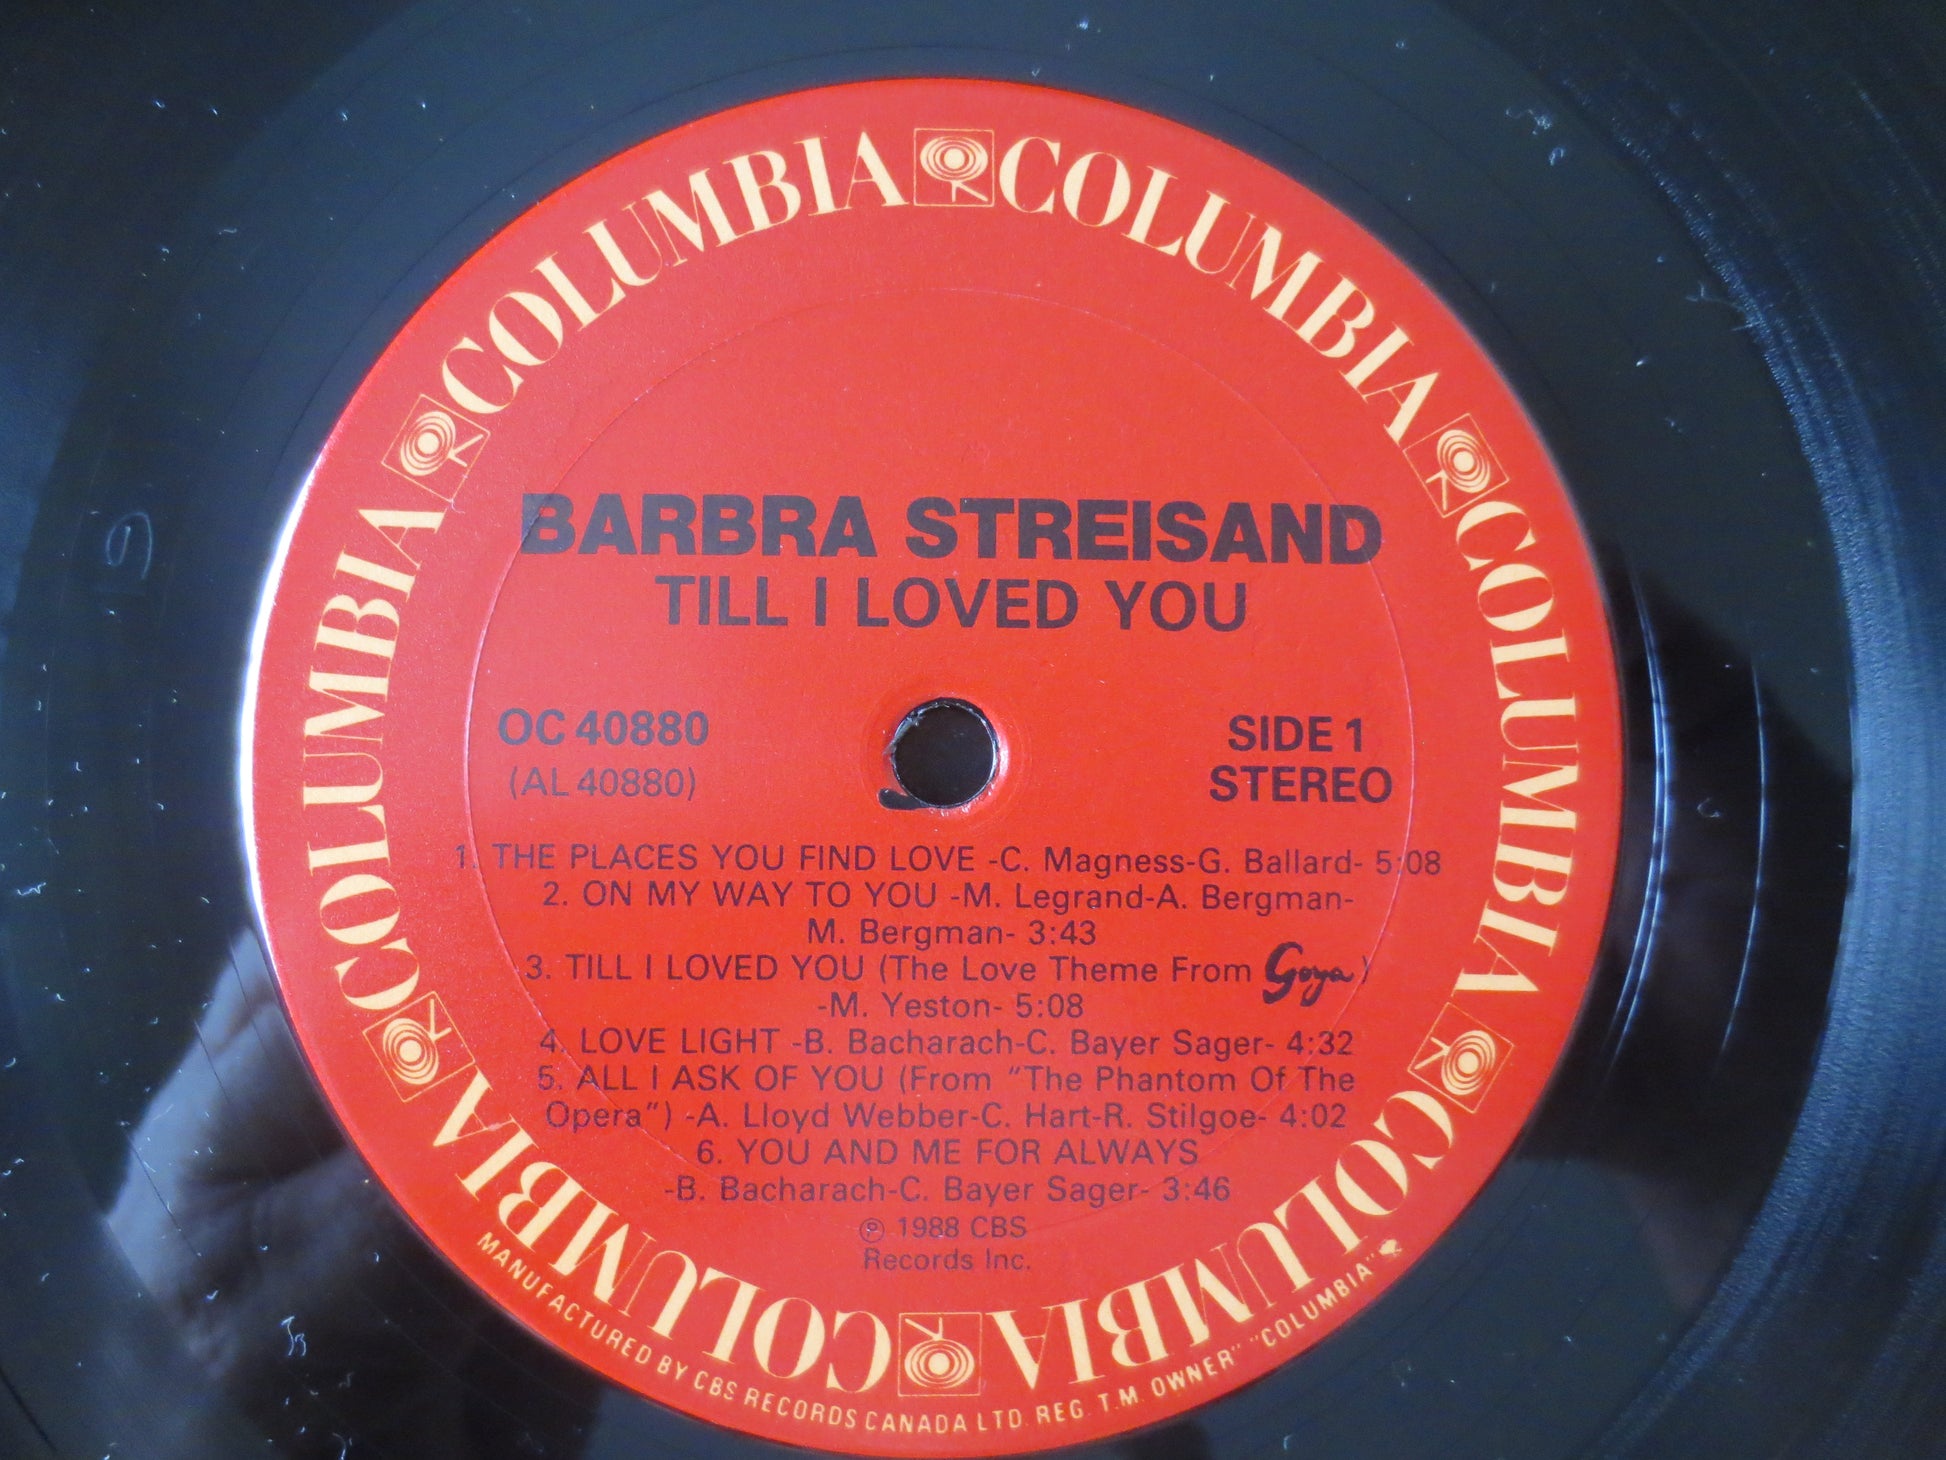 COLUMBIA COLUMBIA COLUMBIA COLUMBIA COLUMBIA COLUMBIA COLUMBIA COLUMBIA
BARBRA STREISAND
TILL I LOVED YOU
OC 40880
(AL 40880)
SIDE 1
STEREO
1. THE PLACES YOU FIND LOVE -C. Magness-G. Ballard- 5:08
2. ON MY WAY TO YOU -M. Legrand-A. Bergman-
M. Bergman- 3:43
3. TILL I LOVED YOU (The Love Theme From Goya)
-M. Yeston- 5:08
4. LOVE LIGHT -B. Bacharach-C. Bayer Sager- 4:32
5. ALL I ASK OF YOU (From "The Phantom Of The
Opera") -A. Lloyd Webber-C. Hart-R. Stilgoe- 4:02
6. YOU AND ME FOR ALWAYS
-B. Bacharach-C. Bayer Sager- 3:46
℗ 1988 CBS
Records Inc.
MANUFACTURED BY CBS RECORDS CANADA LTD. REG. T.M. OWNER" "COLUMBIA"